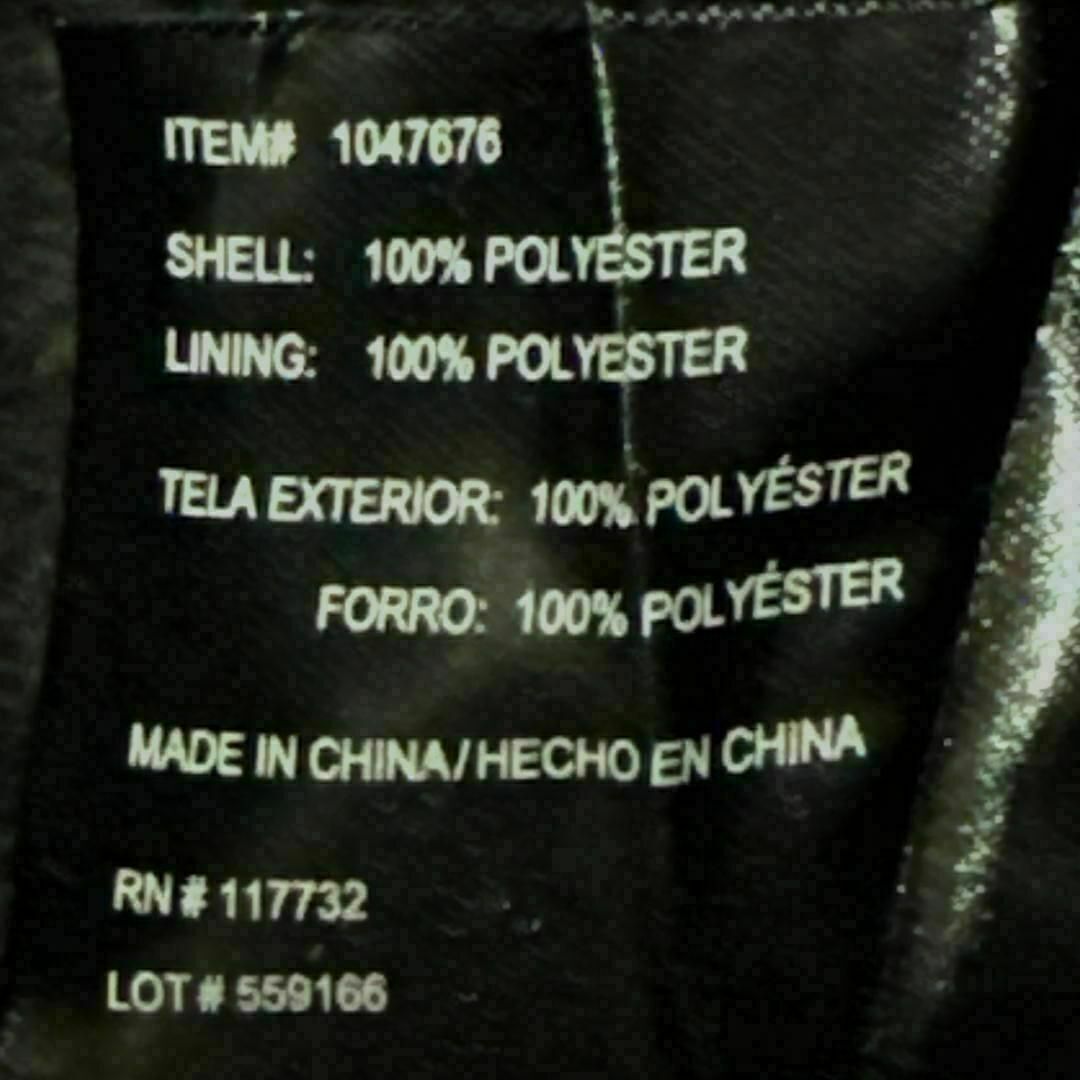 ITEM# 1047676
SHELL: 100% POLYESTER
LINING: 100% POLYESTER
TELA EXTERIOR: 100% POLYÉSTER
FORRO: 100% POLYÉSTER
MADE IN CHINA/HECHO EN CHINA
RN # 117732
LOT # 559166